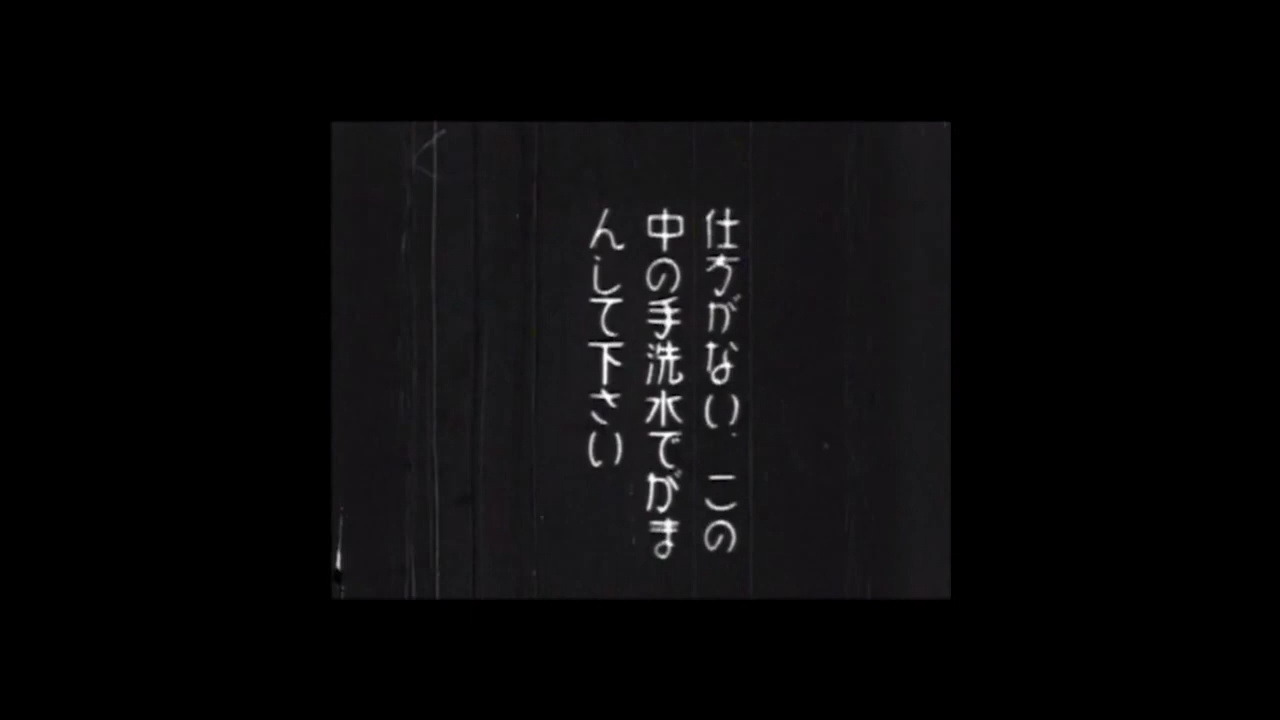 仕方がない、この
中の手洗水でがま
んして下さい